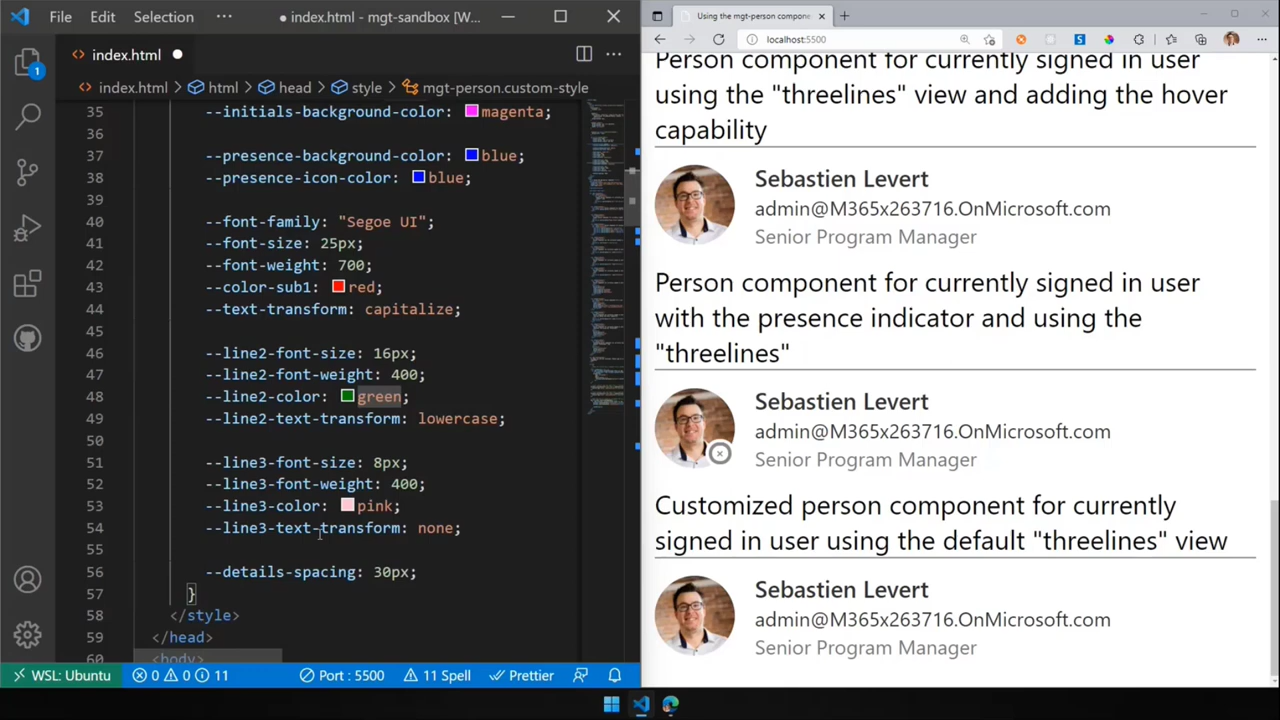 File Edit Selection ··· ● index.html - mgt-sandbox [W...
1
<> index.html ●
<> index.html > html > head > style > mgt-person.custom-style
35 --initials-background-color: magenta;
36
37 --presence-background-color: blue;
38 --presence-icon-color: blue;
39
40 --font-family: "Segoe UI";
41 --font-size: 25px;
42 --font-weight: 700;
43 --color-sub1: red;
44 --text-transform: capitalize;
45
46 --line2-font-size: 16px;
47 --line2-font-weight: 400;
48 --line2-color: green;
49 --line2-text-transform: lowercase;
50
51 --line3-font-size: 8px;
52 --line3-font-weight: 400;
53 --line3-color: pink;
54 --line3-text-transform: none;
55
56 --details-spacing: 30px;
57 }
58 </style>
59 </head>
60 <body>
WSL: Ubuntu 0 0 11 Port : 5500 11 Spell Prettier
Using the mgt-person compone
localhost:5500
Person component for currently signed in user
using the "threelines" view and adding the hover
capability
Sebastien Levert
admin@M365x263716.OnMicrosoft.com
Senior Program Manager
Person component for currently signed in user
with the presence indicator and using the
"threelines"
Sebastien Levert
admin@M365x263716.OnMicrosoft.com
Senior Program Manager
Customized person component for currently
signed in user using the default "threelines" view
Sebastien Levert
admin@M365x263716.OnMicrosoft.com
Senior Program Manager